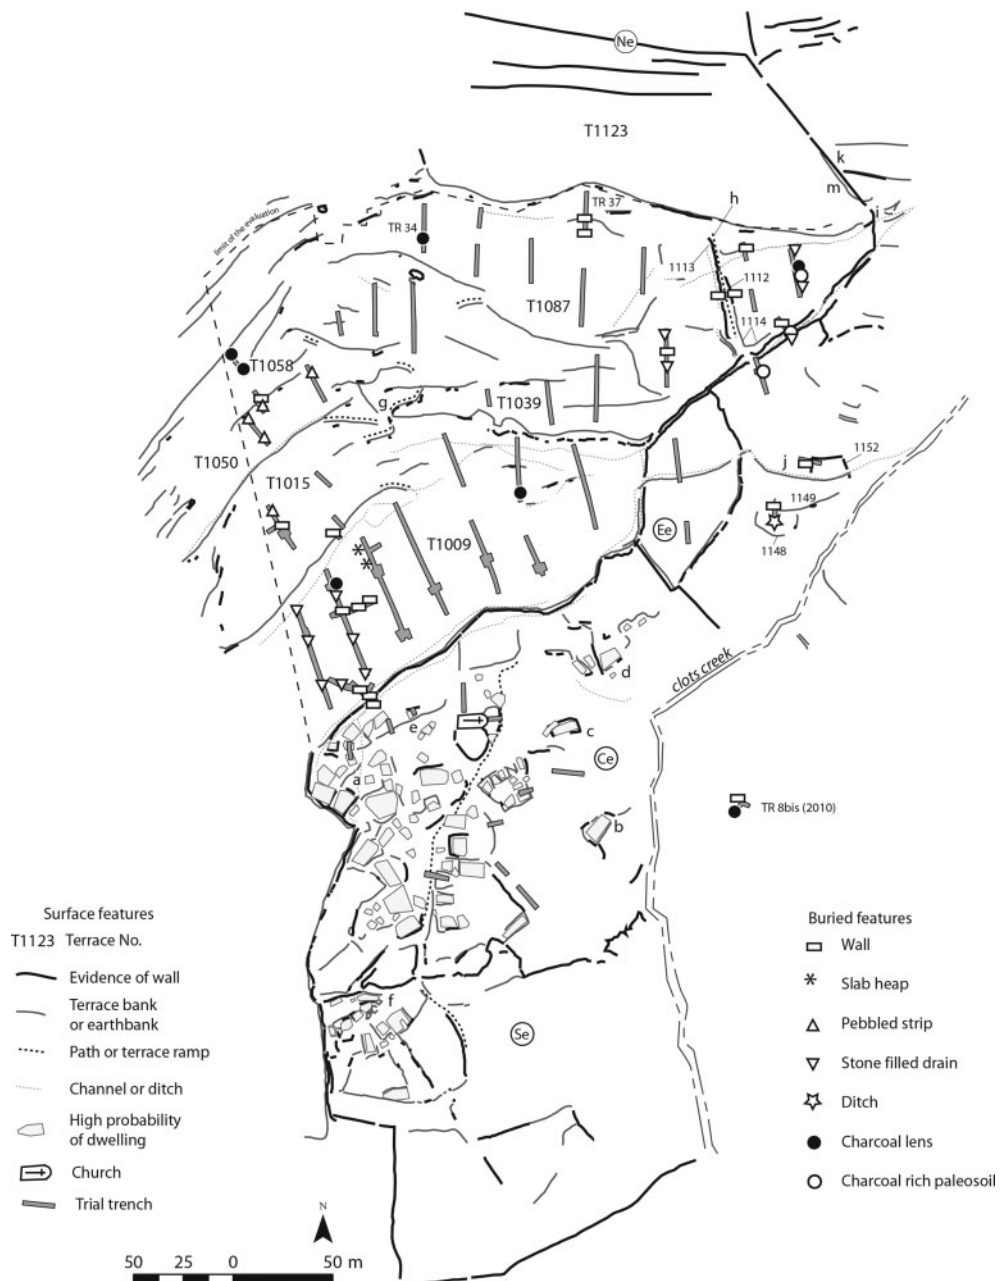 Ne
T1123
k
m
h
i
limit of the evaluation
TR 34
TR 37
1113
1112
T1087
1114
T1058
g
T1039
T1050
T1015
j
1152
1149
1148
T1009
Ee
clots creek
d
e
c
Ce
a
b
TR 8bis (2010)
f
Se
Surface features
T1123 Terrace No.
Evidence of wall
Terrace bank
or earthbank
Path or terrace ramp
Channel or ditch
High probability
of dwelling
Church
Trial trench
Buried features
Wall
Slab heap
Pebbled strip
Stone filled drain
Ditch
Charcoal lens
Charcoal rich paleosoil
N
50 25 0 50 m